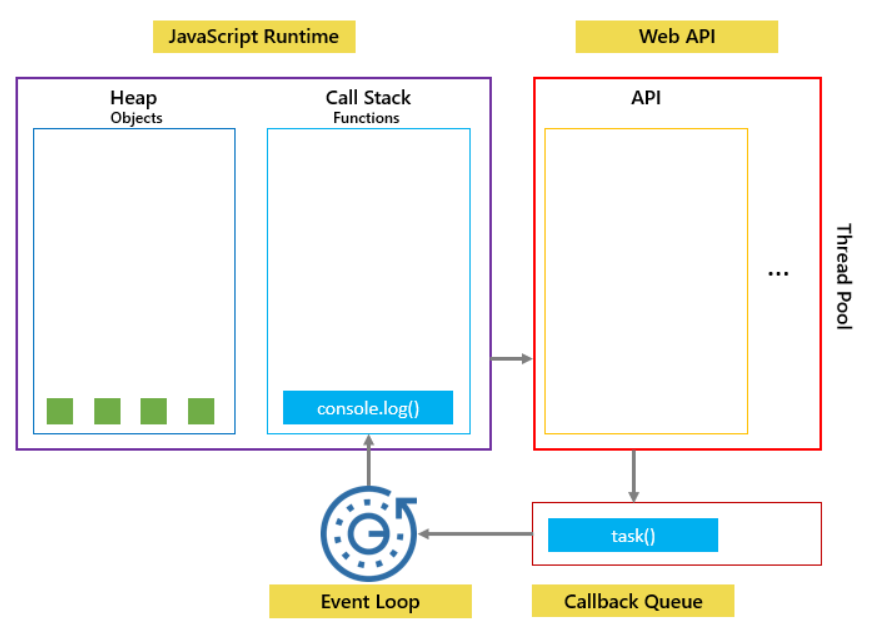 JavaScript Runtime
Web API
Heap
Objects
Call Stack
Functions
API
...
Thread Pool
console.log()
task()
Event Loop
Callback Queue